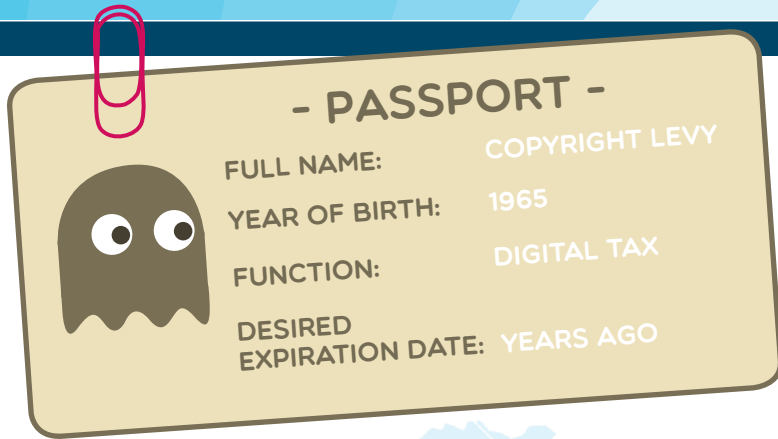 - PASSPORT -
FULL NAME: COPYRIGHT LEVY
YEAR OF BIRTH: 1965
FUNCTION: DIGITAL TAX
DESIRED
EXPIRATION DATE: YEARS AGO